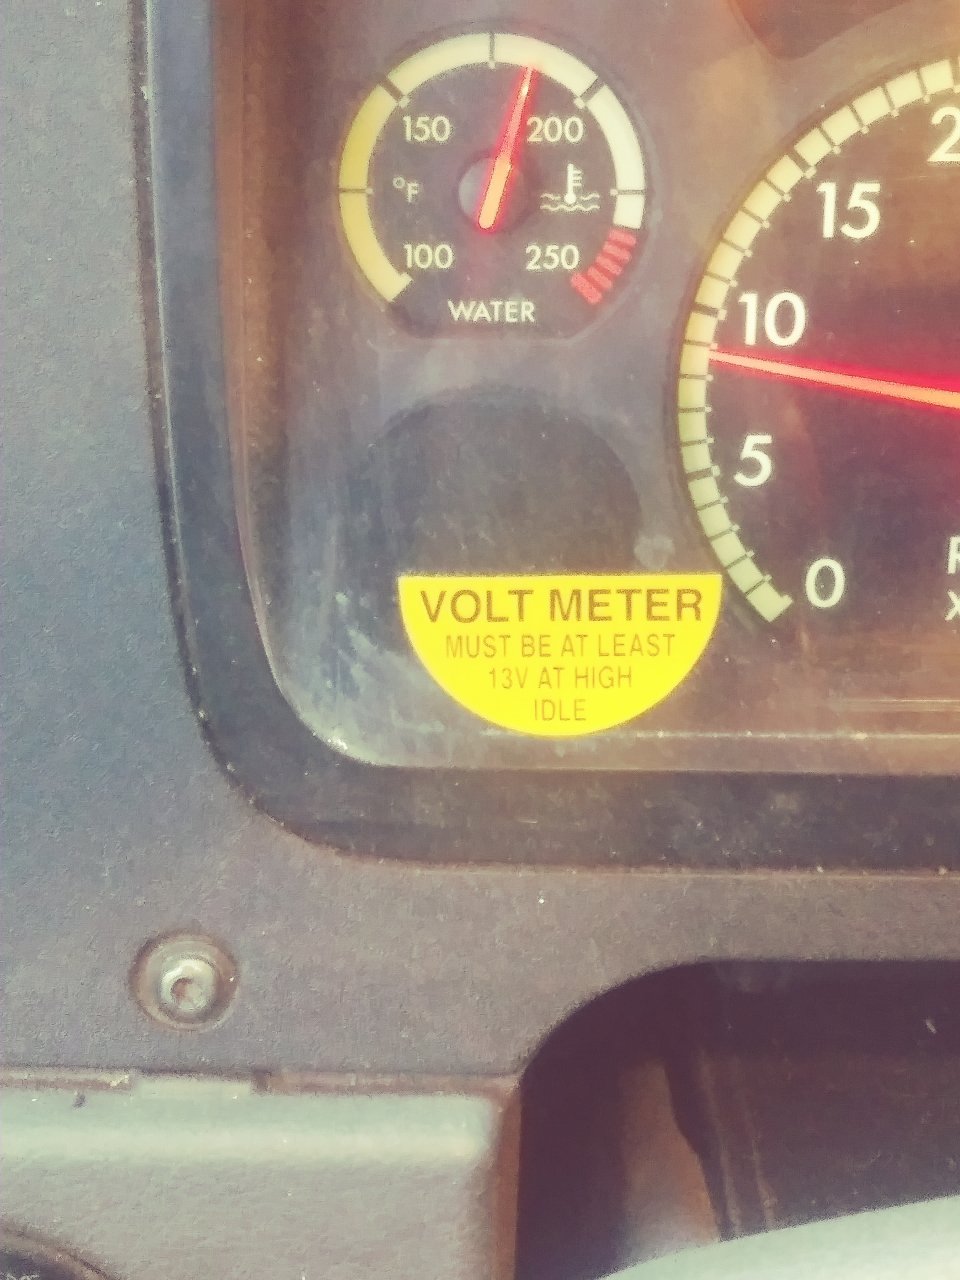 150 200
°F
100 250
WATER
2
15
10
5
0
VOLT METER
MUST BE AT LEAST
13V AT HIGH
IDLE